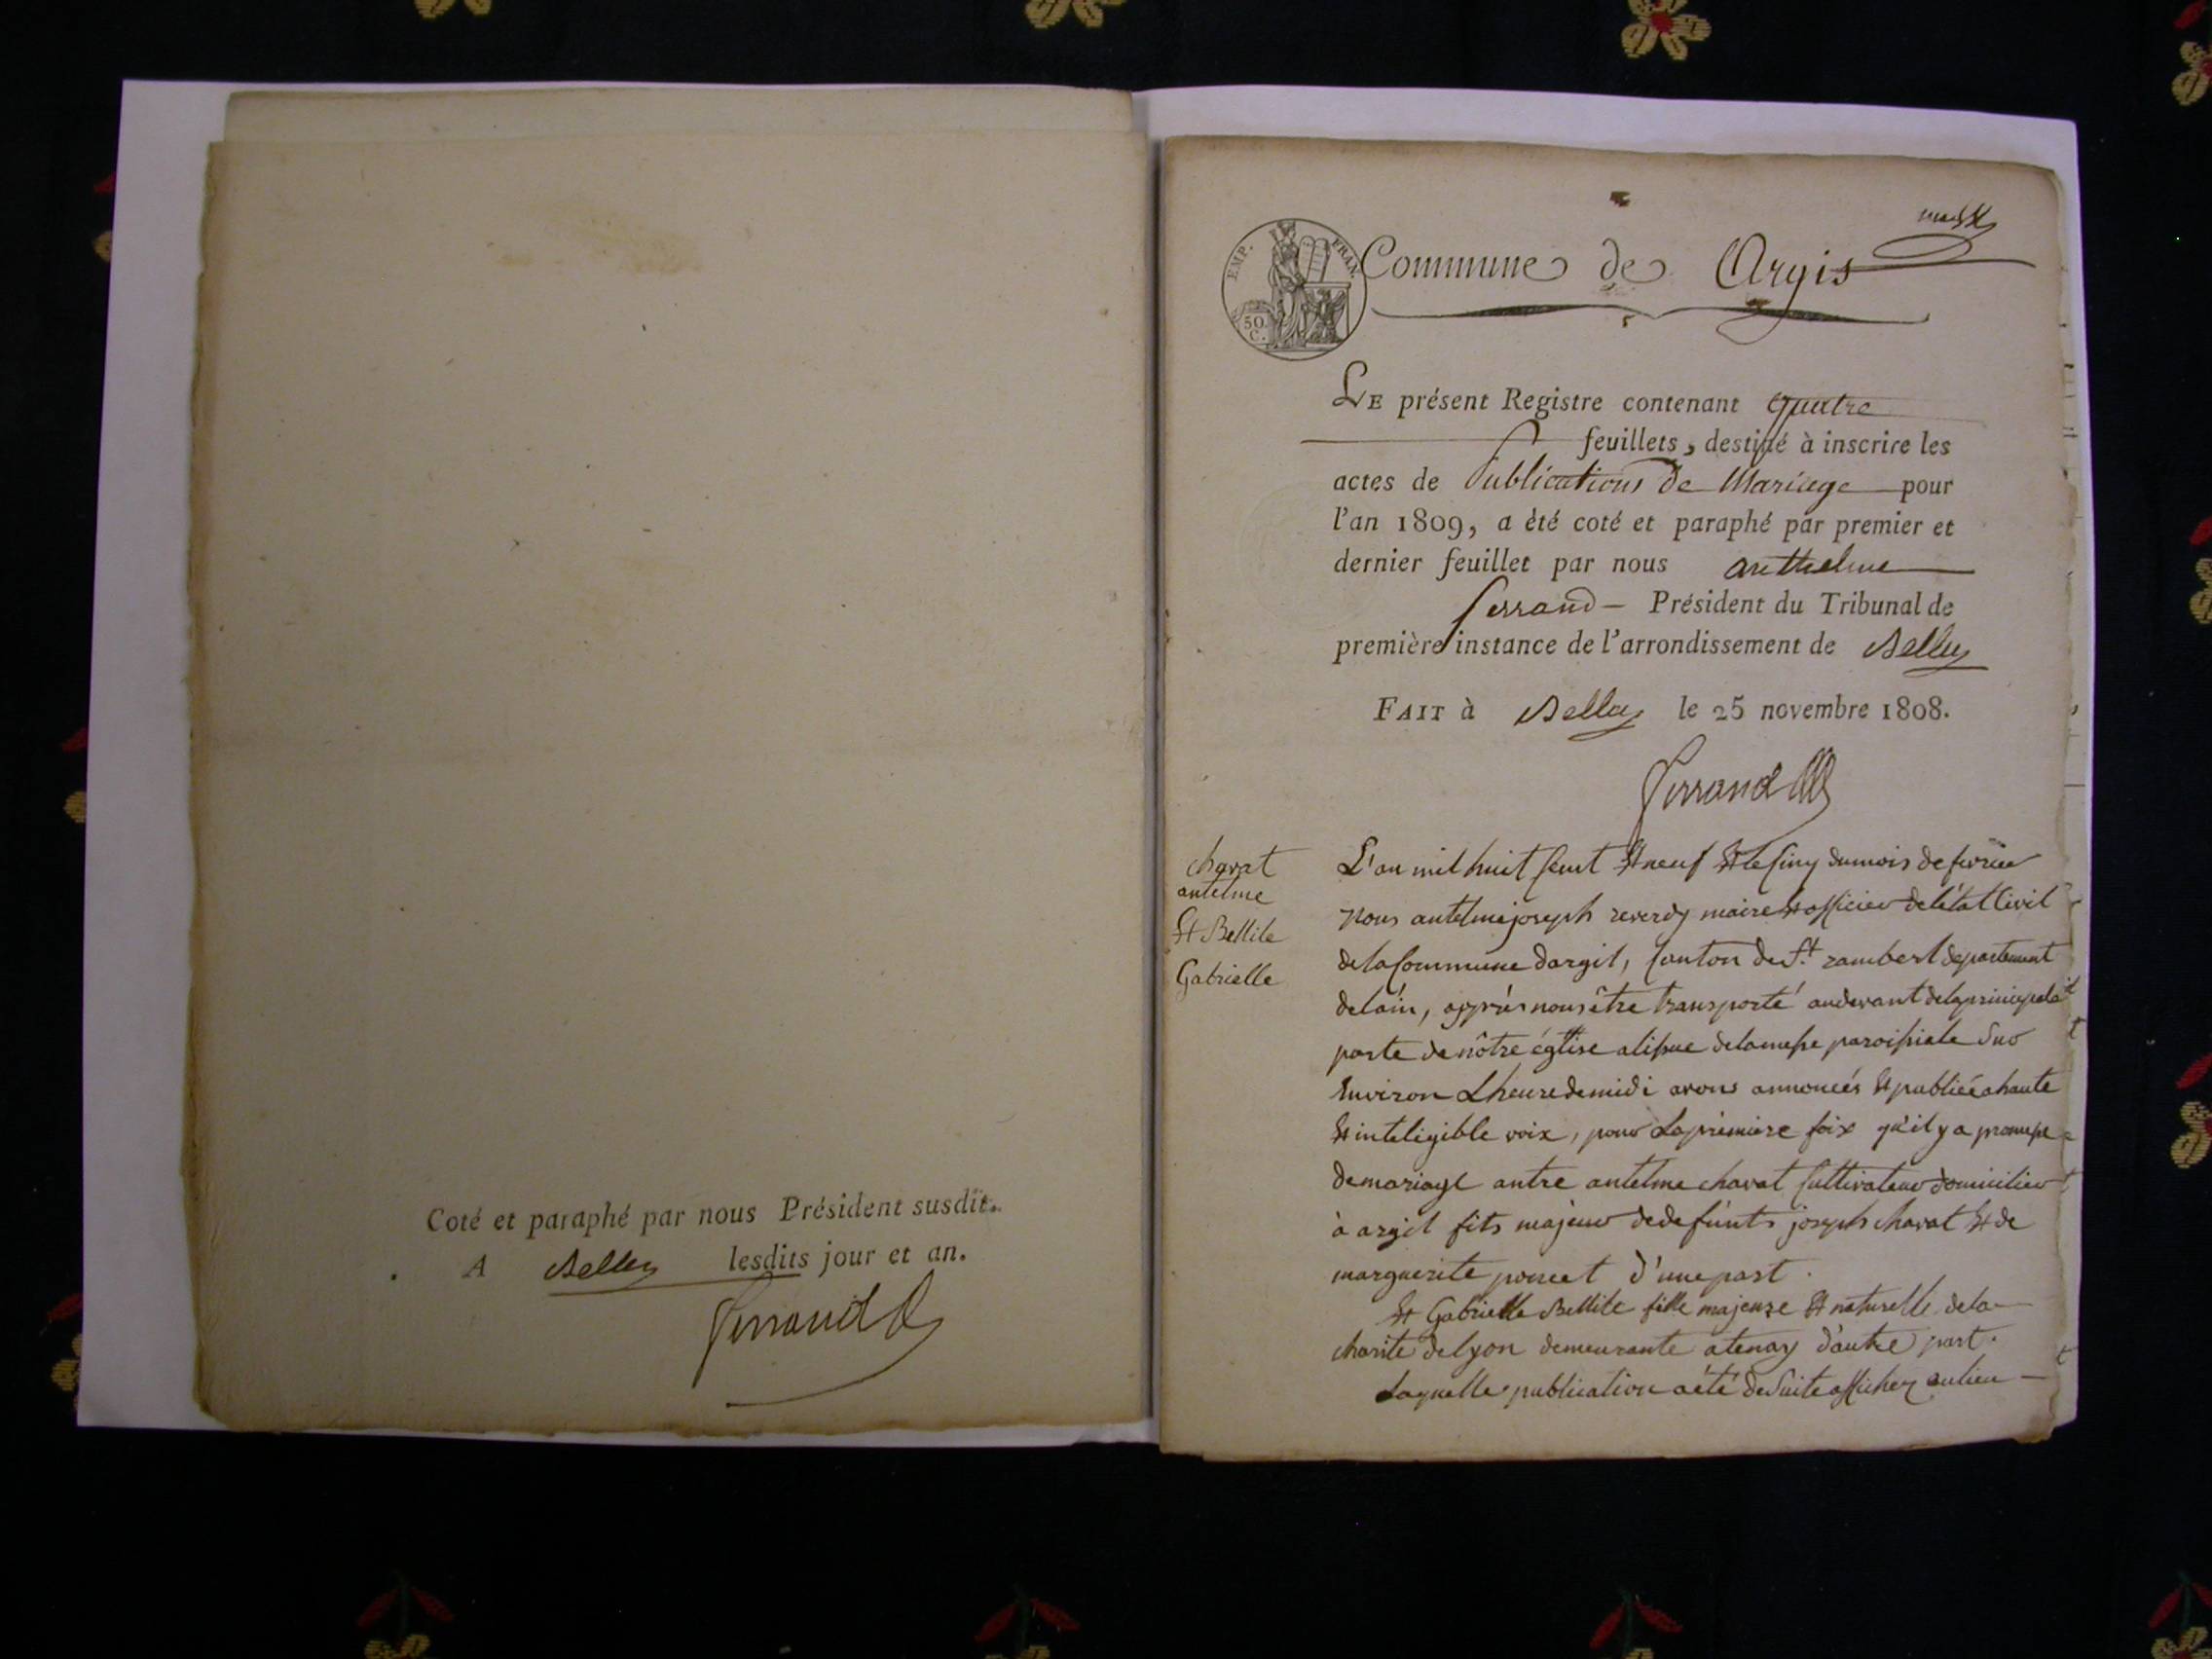 Coté et paraphé par nous Président susdit.
A Belley lesdits jour et an.
Ferrand
EMP. FRAN.
50 C.
Commune de Argis
LE présent Registre contenant quatre
feuillets, destiné à inscrire les
actes de Publications de Mariage pour
l'an 1809, a été coté et paraphé par premier et
dernier feuillet par nous anthelme
ferrand — Président du Tribunal de
première instance de l'arrondissement de Belley
FAIT à Belley le 25 novembre 1808.
Ferrand
chavat
antelme
Et Bellile
Gabrielle
L'an mil huit Cent Et neuf Et le Cinq du mois de fevrier
nous antelme joseph reverdy maire Et officier de létat Civil
de la Commune dargil, Canton de St. rambert departement
de lain, apprés nous être transporté audevant de la principale
porte de nôtre église a lissue de la messe paroissiale Sur
Environ Lheure de midi avons annoncés Et publiée a haute
Et inteligible voix, pour La premiere foix qu'il y a promesse
de mariage antre antelme chavat Cultivateur domicilier
à argil fits majeur de defunts joseph chavat Et de
marguerite poncet d'une part.
Et Gabrielle Bellile fille majeure Et naturelle de la
charité de lyon demeurante a tenay d'autre part.
Laquelle publication a été de Suite afficher au lieu